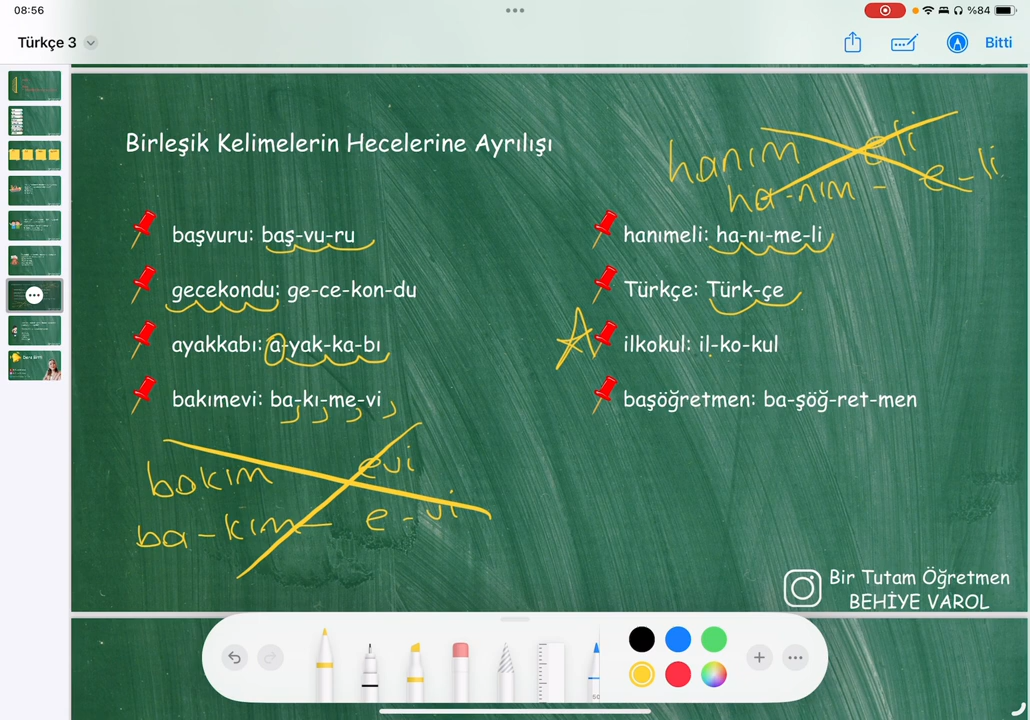 08:56
%84
Türkçe 3
Bitti
Birleşik Kelimelerin Hecelerine Ayrılışı
hanım eli
ha-nım - e-li
başvuru: baş-vu-ru
gecekondu: ge-ce-kon-du
ayakkabı: a-yak-ka-bı
bakımevi: ba-kı-me-vi
hanımeli: ha-nı-me-li
Türkçe: Türk-çe
ilkokul: il-ko-kul
başöğretmen: ba-şöğ-ret-men
bakım evi
ba-kım- e-vi
Bir Tutam Öğretmen
BEHİYE VAROL